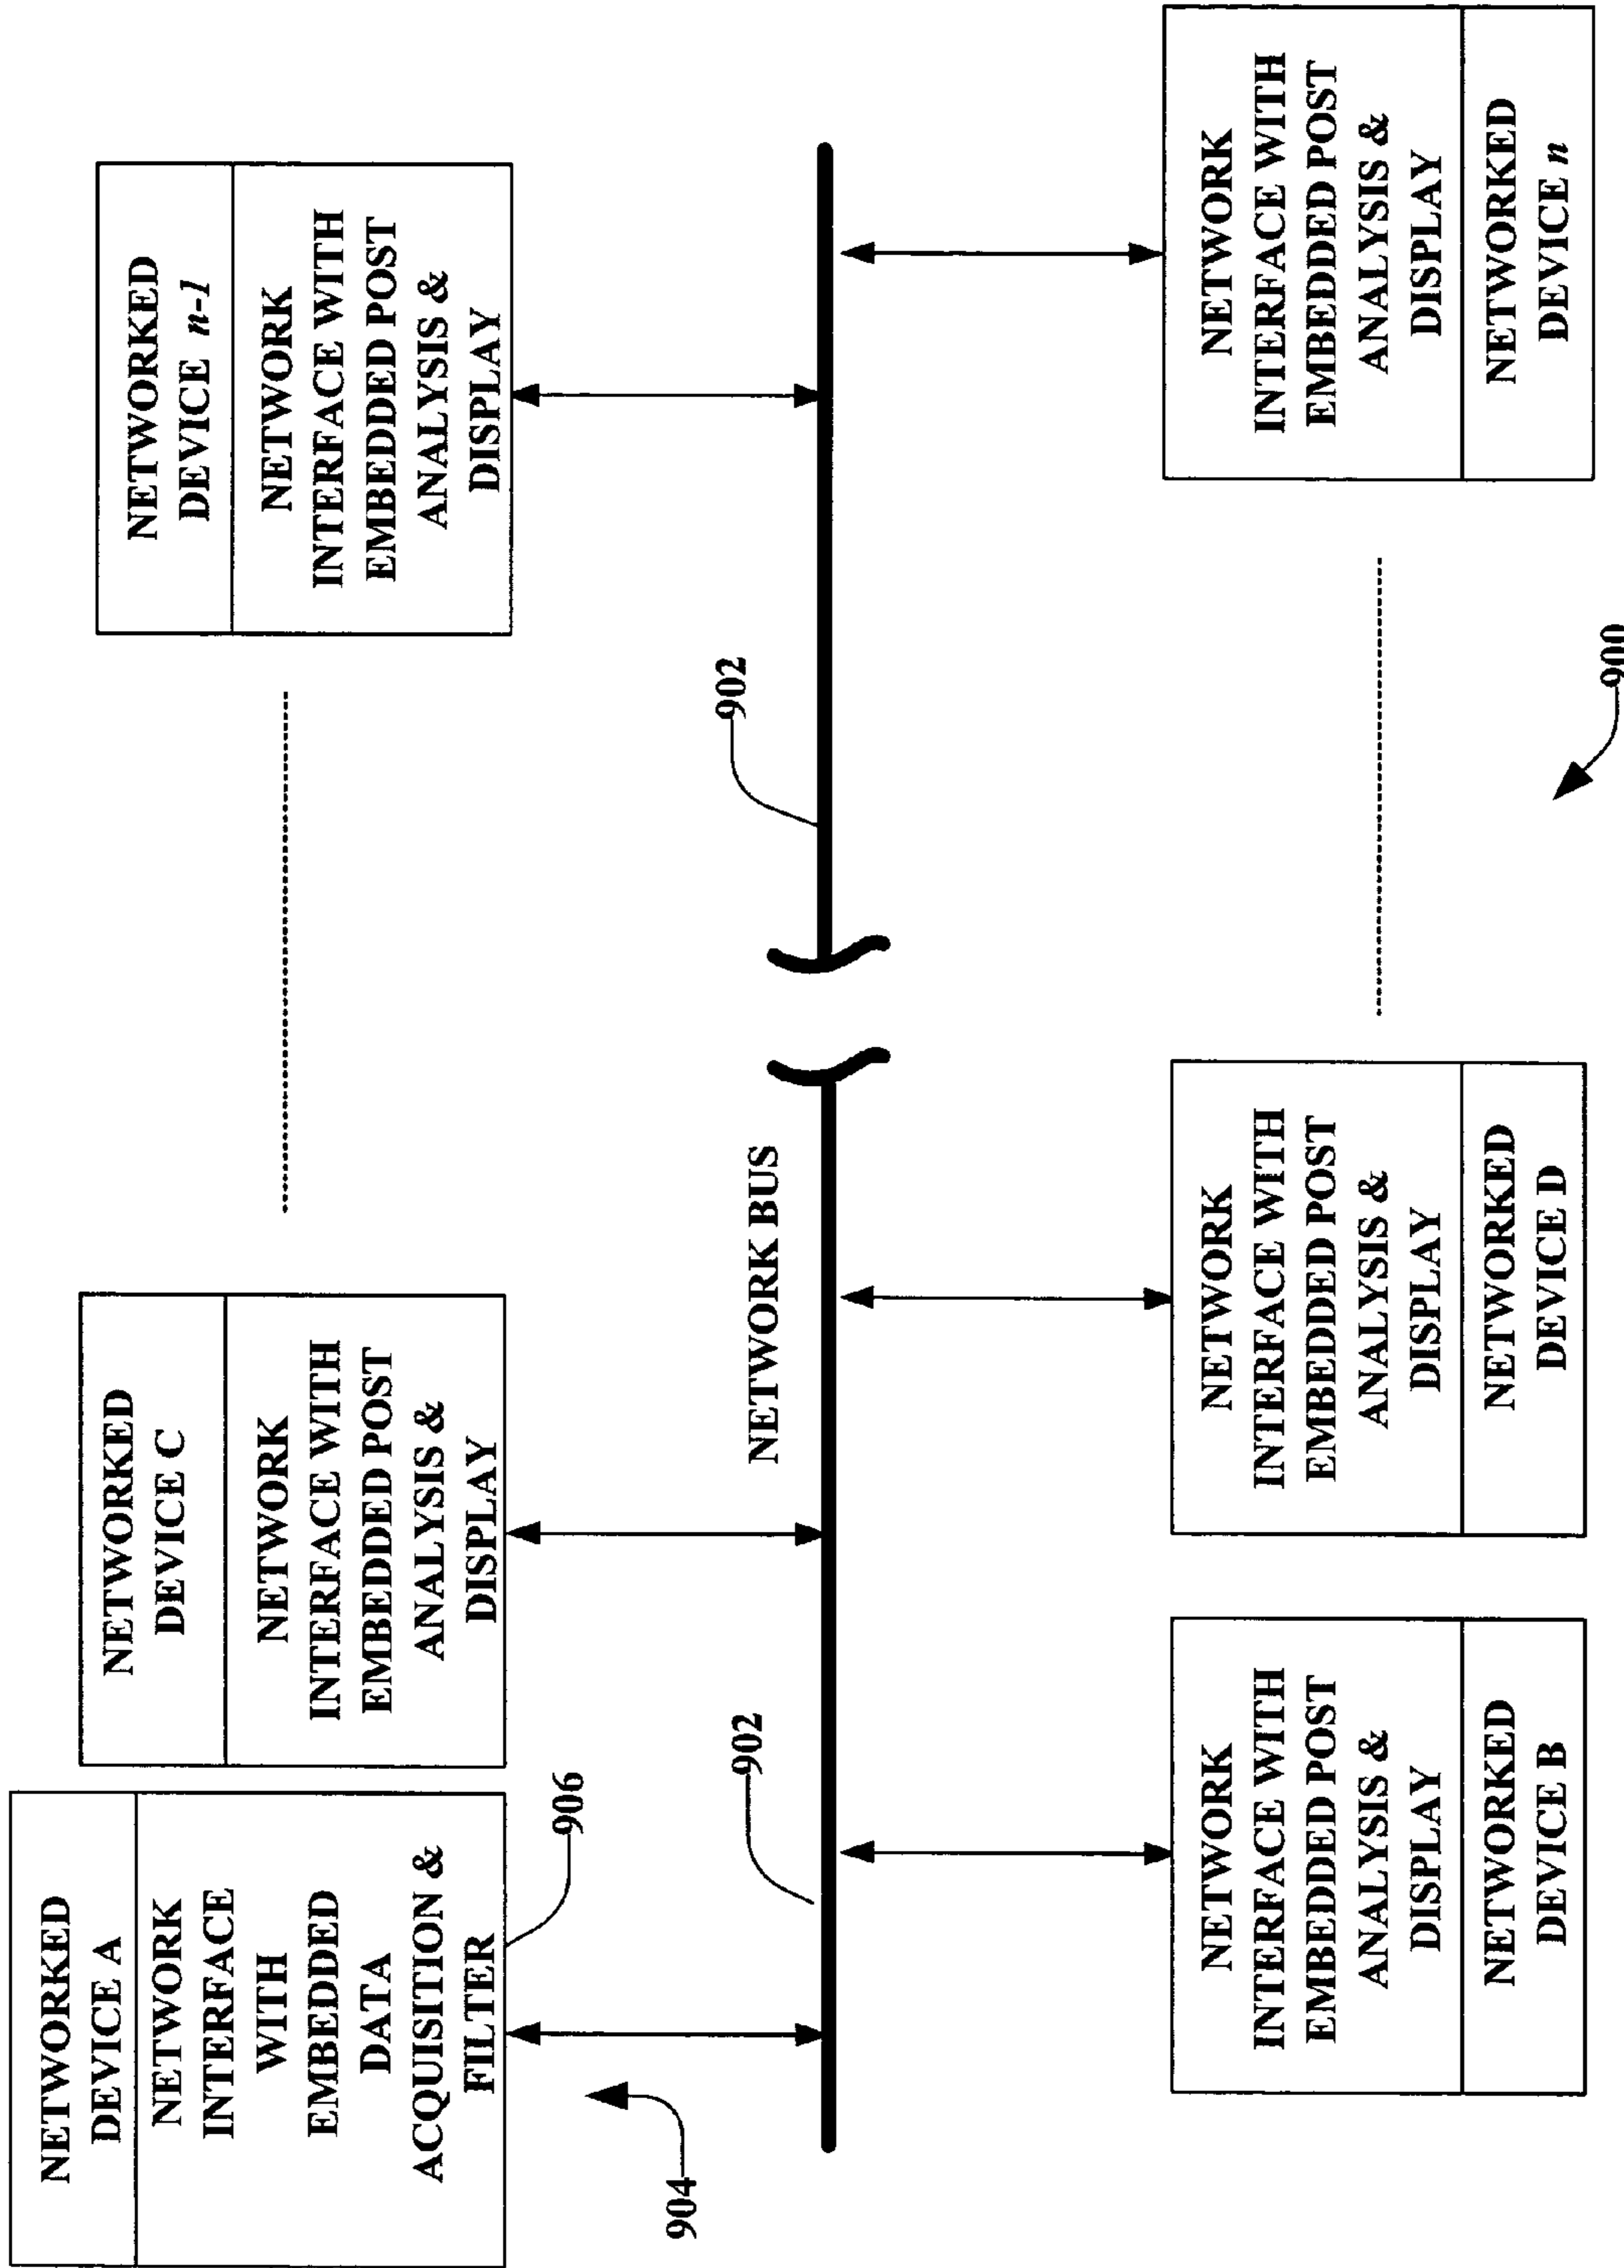 NETWORKED
DEVICE A
NETWORK
INTERFACE
WITH
EMBEDDED
DATA
ACQUISITION &
FILTER
906
904
NETWORKED
DEVICE C
NETWORK
INTERFACE WITH
EMBEDDED POST
ANALYSIS &
DISPLAY
NETWORKED
DEVICE n-1
NETWORK
INTERFACE WITH
EMBEDDED POST
ANALYSIS &
DISPLAY
902
NETWORK BUS
902
NETWORK
INTERFACE WITH
EMBEDDED POST
ANALYSIS &
DISPLAY
NETWORKED
DEVICE B
NETWORK
INTERFACE WITH
EMBEDDED POST
ANALYSIS &
DISPLAY
NETWORKED
DEVICE D
NETWORK
INTERFACE WITH
EMBEDDED POST
ANALYSIS &
DISPLAY
NETWORKED
DEVICE n
900